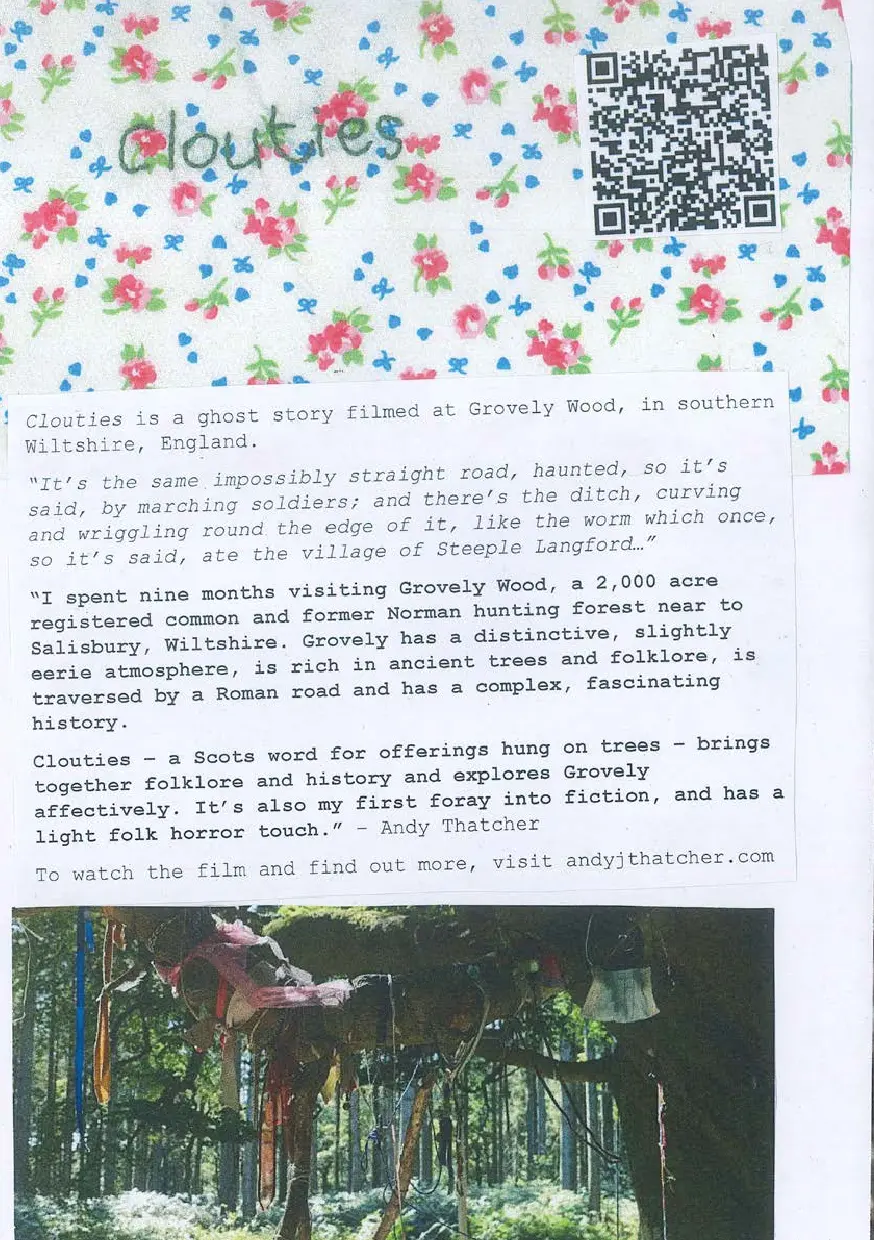 Clouties
Clouties is a ghost story filmed at Grovely Wood, in southern
Wiltshire, England.
“It’s the same impossibly straight road, haunted, so it’s
said, by marching soldiers; and there’s the ditch, curving
and wriggling round the edge of it, like the worm which once,
so it’s said, ate the village of Steeple Langford…”
“I spent nine months visiting Grovely Wood, a 2,000 acre
registered common and former Norman hunting forest near to
Salisbury, Wiltshire. Grovely has a distinctive, slightly
eerie atmosphere, is rich in ancient trees and folklore, is
traversed by a Roman road and has a complex, fascinating
history.
Clouties – a Scots word for offerings hung on trees – brings
together folklore and history and explores Grovely
affectively. It’s also my first foray into fiction, and has a
light folk horror touch.” – Andy Thatcher
To watch the film and find out more, visit andyjthatcher.com